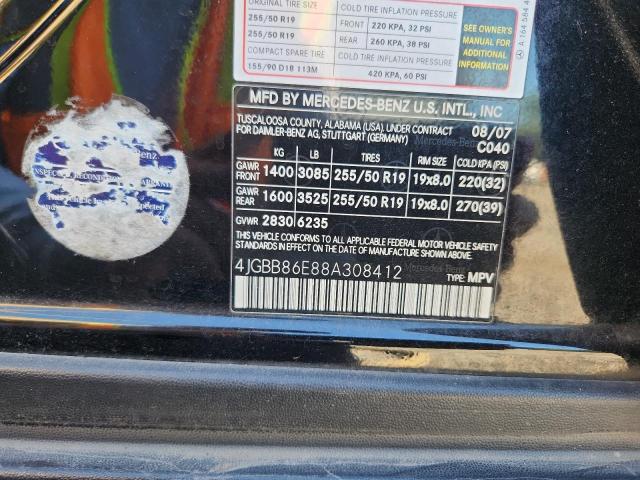 ORIGINAL TIRE SIZE COLD TIRE INFLATION PRESSURE
255/50 R19 FRONT 220 KPA, 32 PSI
255/50 R19 REAR 260 KPA, 38 PSI
COMPACT SPARE TIRE COLD TIRE INFLATION PRESSURE
155/90 D18 113M 420 KPA, 60 PSI
SEE OWNER'S
MANUAL FOR
ADDITIONAL
INFORMATION
A 164 584 4
MFD BY MERCEDES-BENZ U.S. INTL., INC
TUSCALOOSA COUNTY, ALABAMA (USA), UNDER CONTRACT 08/07
FOR DAIMLER-BENZ AG, STUTTGART (GERMANY) C040
KG LB TIRES RIM SIZE COLD KPA (PSI)
GAWR FRONT 1400 3085 255/50 R19 19x8.0 220(32)
GAWR REAR 1600 3525 255/50 R19 19x8.0 270(39)
GVWR 2830 6235
THIS VEHICLE CONFORMS TO ALL APPLICABLE FEDERAL MOTOR VEHICLE SAFETY
STANDARDS IN EFFECT ON THE DATE OF MANUFACTURE SHOWN ABOVE.
4JGBB86E88A308412
TYPE: MPV
Benz